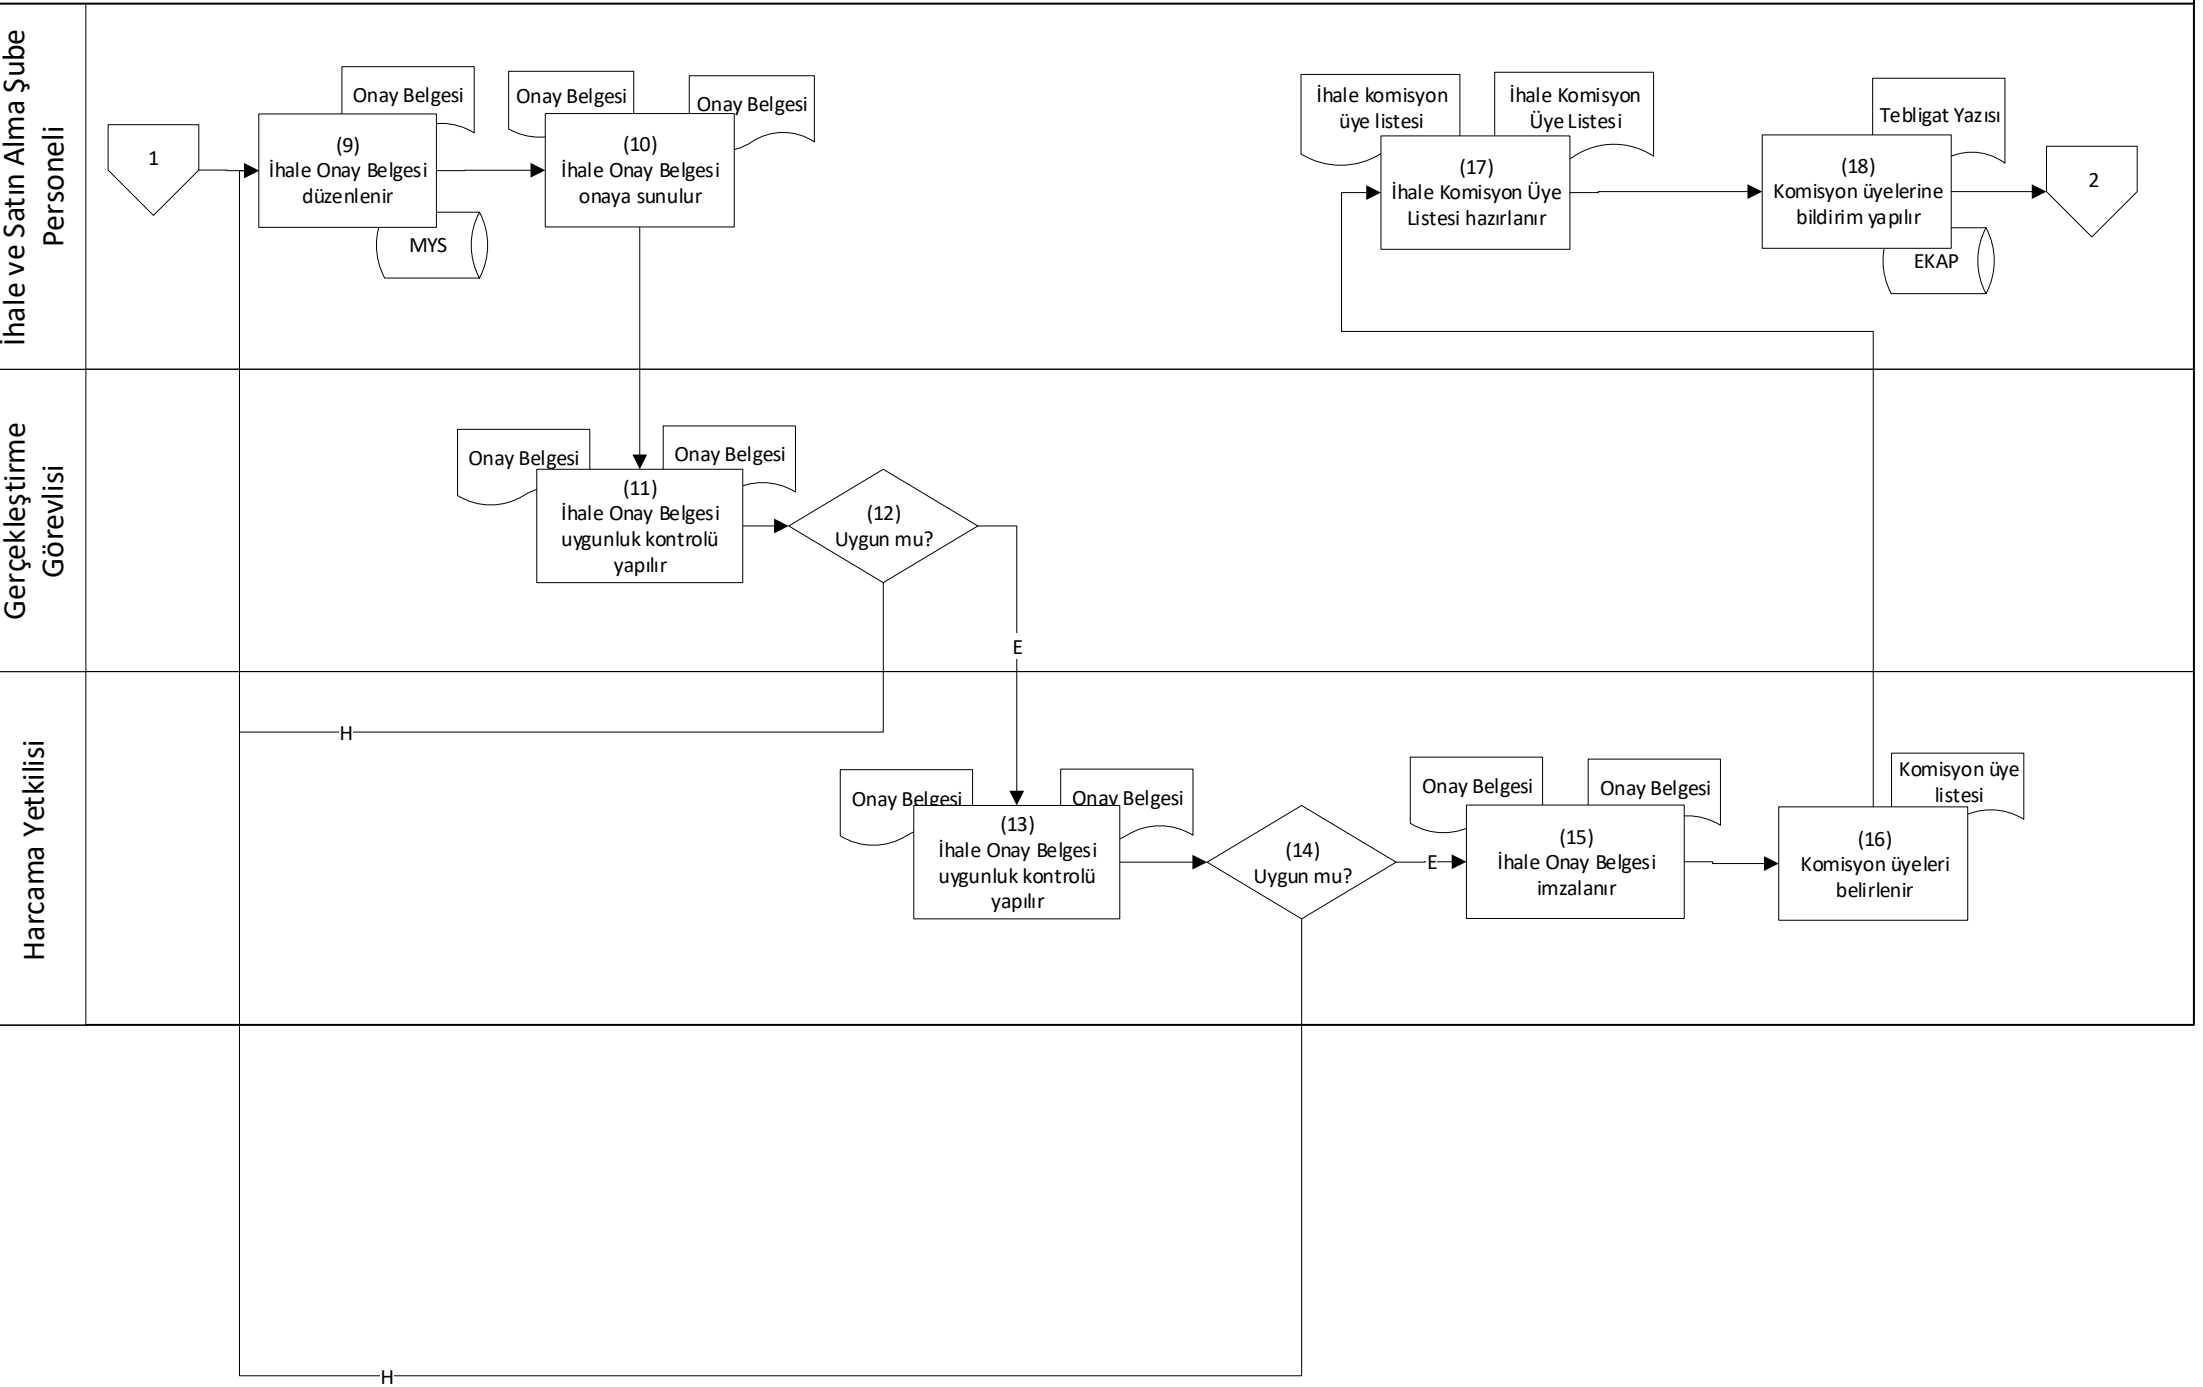 İhale ve Satın Alma Şube
Personeli
1
Onay Belgesi
(9)
İhale Onay Belgesi
düzenlenir
MYS
Onay Belgesi
Onay Belgesi
(10)
İhale Onay Belgesi
onaya sunulur
İhale komisyon
üye listesi
İhale Komisyon
Üye Listesi
(17)
İhale Komisyon Üye
Listesi hazırlanır
Tebligat Yazısı
(18)
Komisyon üyelerine
bildirim yapılır
EKAP
2
Gerçekleştirme
Görevlisi
Onay Belgesi
Onay Belgesi
(11)
İhale Onay Belgesi
uygunluk kontrolü
yapılır
(12)
Uygun mu?
E
Harcama Yetkilisi
H
Onay Belgesi
Onay Belgesi
(13)
İhale Onay Belgesi
uygunluk kontrolü
yapılır
(14)
Uygun mu?
E
Onay Belgesi
Onay Belgesi
(15)
İhale Onay Belgesi
imzalanır
Komisyon üye
listesi
(16)
Komisyon üyeleri
belirlenir
H